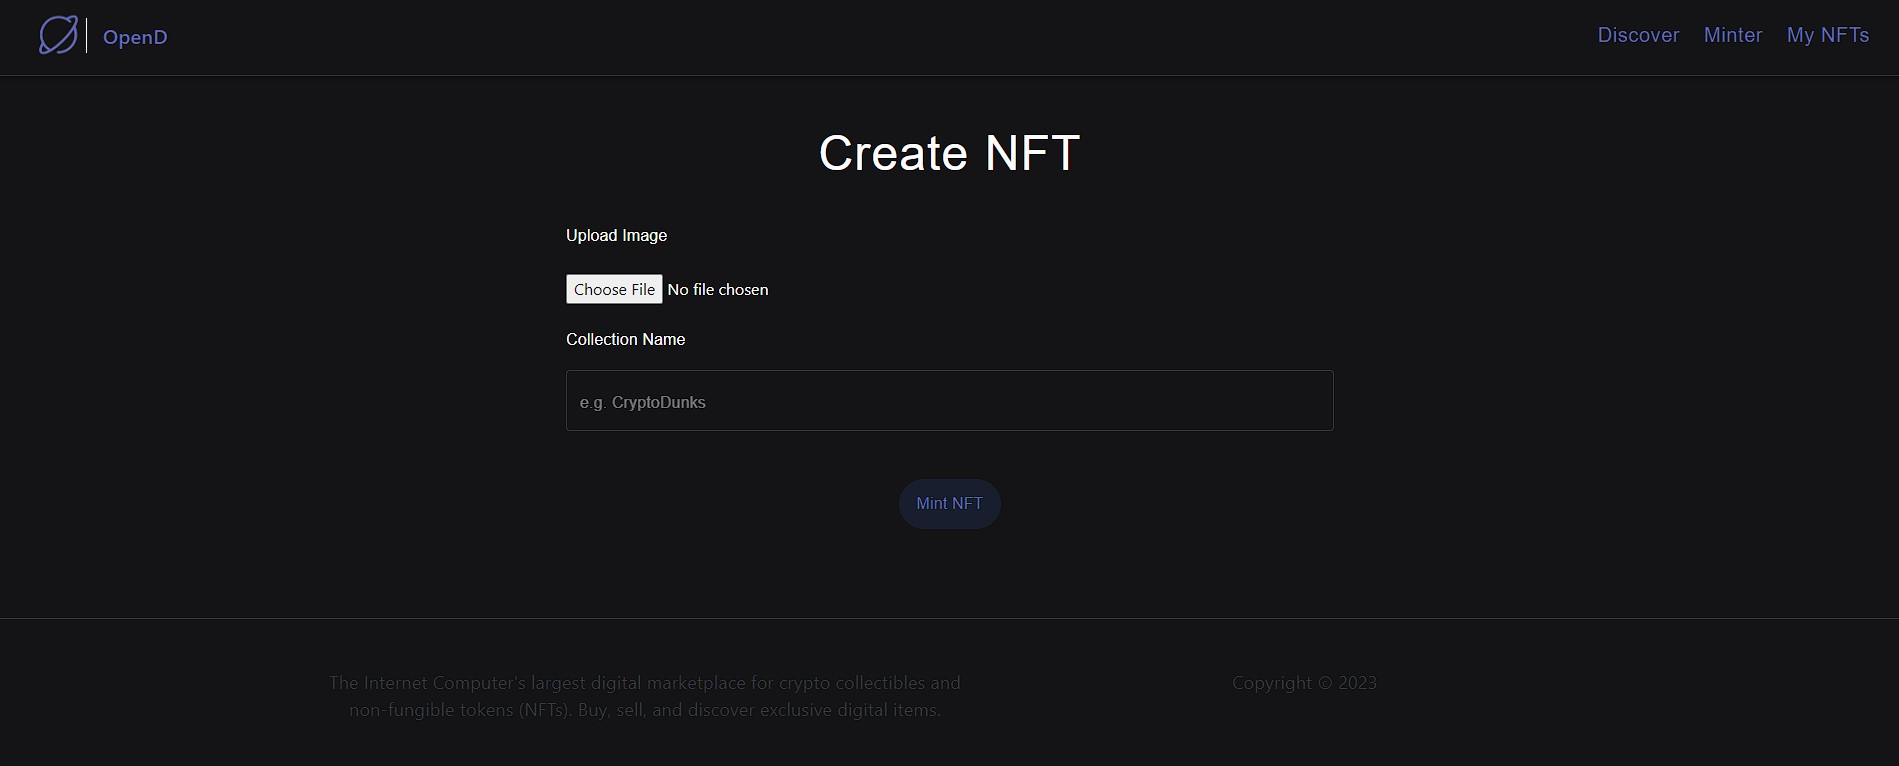 OpenD
Discover Minter My NFTs
Create NFT
Upload Image
Choose File No file chosen
Collection Name
e.g. CryptoDunks
Mint NFT
The Internet Computer's largest digital marketplace for crypto collectibles and
non-fungible tokens (NFTs). Buy, sell, and discover exclusive digital items.
Copyright © 2023